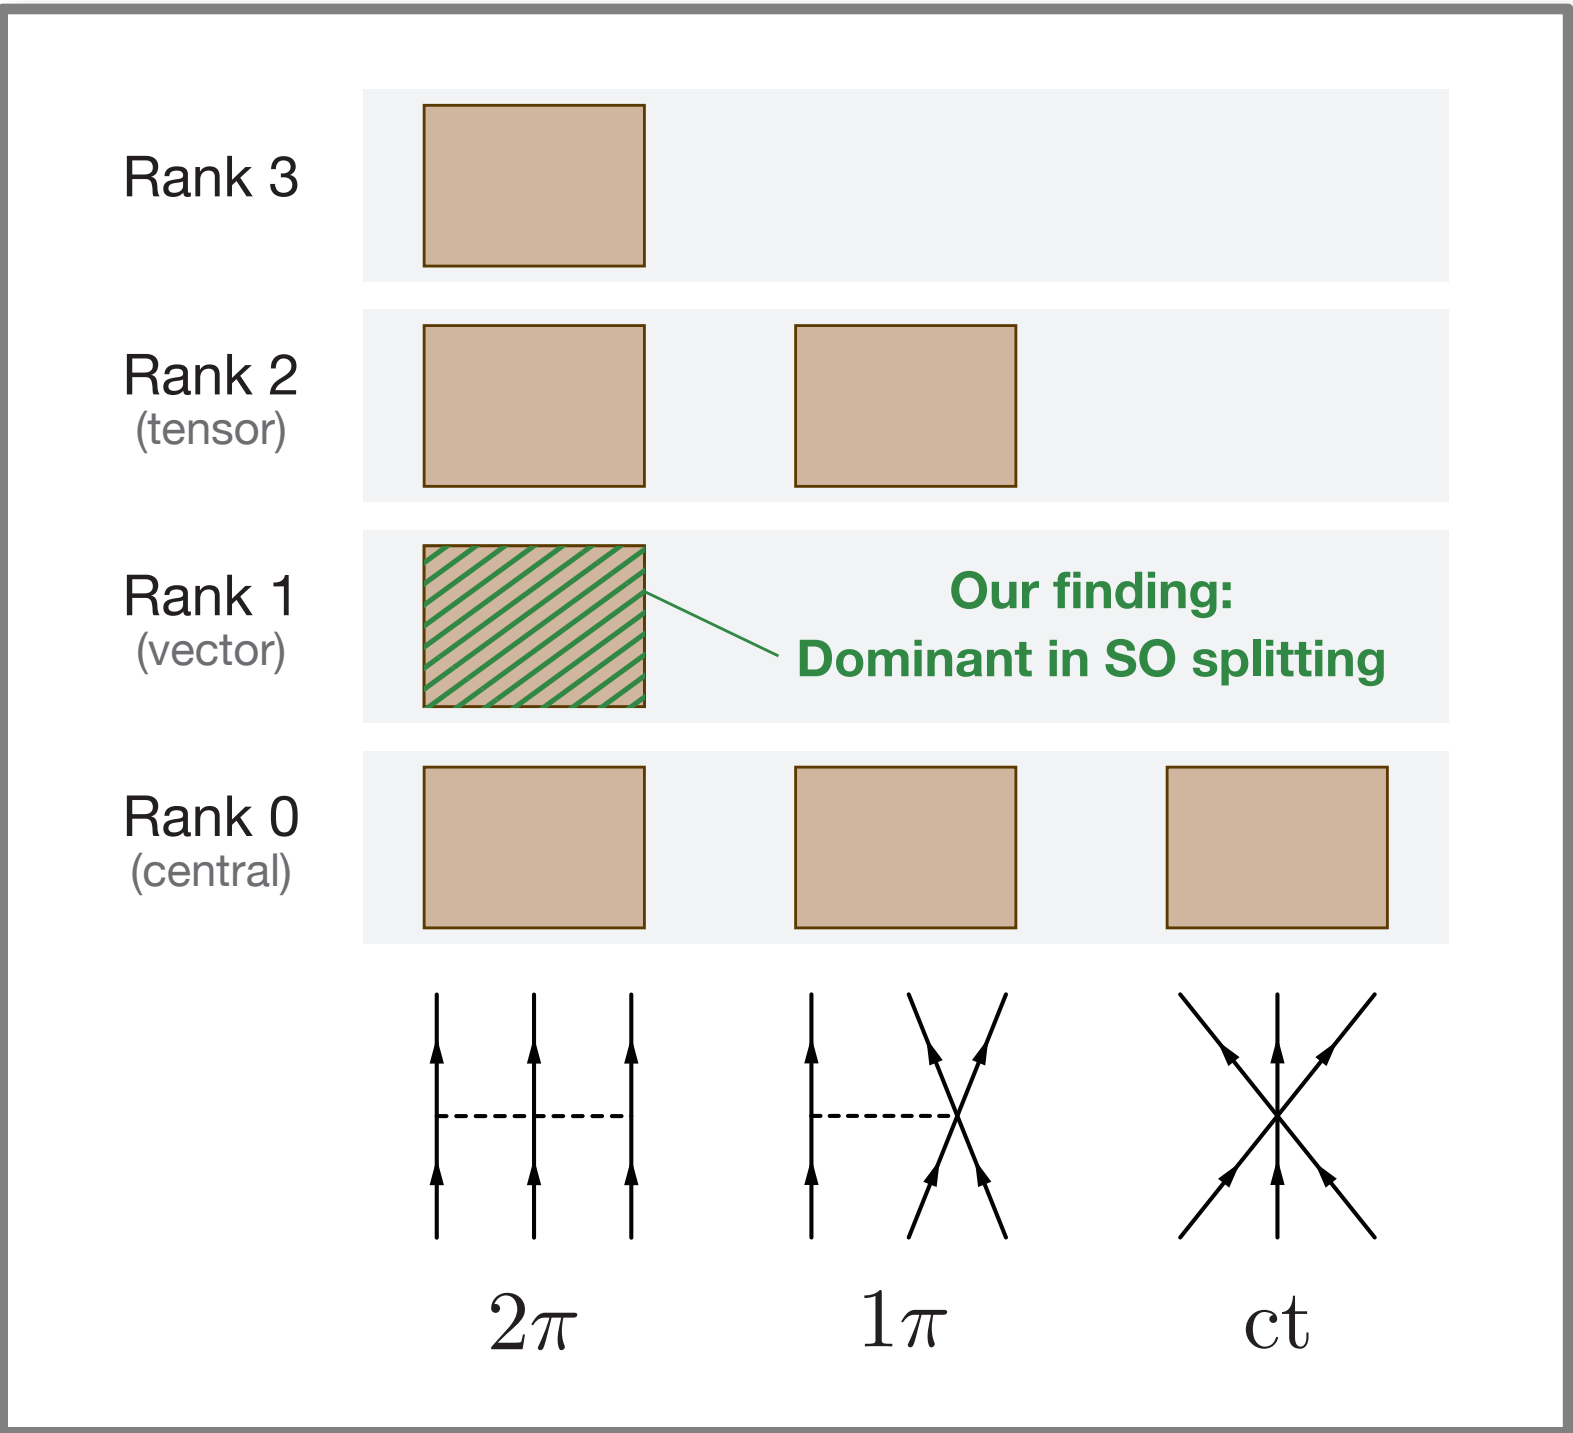 Rank 3
Rank 2
(tensor)
Rank 1
(vector)
Our finding:
Dominant in SO splitting
Rank 0
(central)
2π
1π
ct